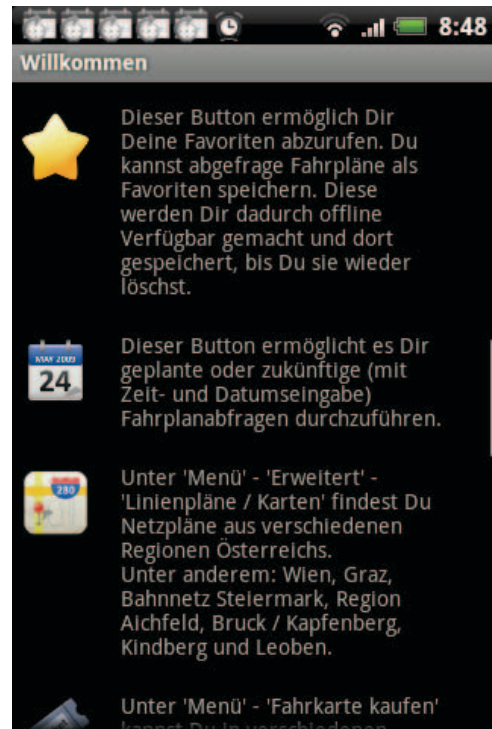 8:48
Willkommen
Dieser Button ermöglich Dir
Deine Favoriten abzurufen. Du
kannst abgefrage Fahrpläne als
Favoriten speichern. Diese
werden Dir dadurch offline
Verfügbar gemacht und dort
gespeichert, bis Du sie wieder
löschst.
MAY 2009
24
Dieser Button ermöglicht es Dir
geplante oder zukünftige (mit
Zeit- und Datumseingabe)
Fahrplanabfragen durchzuführen.
280
Unter 'Menü' - 'Erweitert' -
'Linienpläne / Karten' findest Du
Netzpläne aus verschiedenen
Regionen Österreichs.
Unter anderem: Wien, Graz,
Bahnnetz Steiermark, Region
Aichfeld, Bruck / Kapfenberg,
Kindberg und Leoben.
Unter 'Menü' - 'Fahrkarte kaufen'
kannst Du in verschiedenen